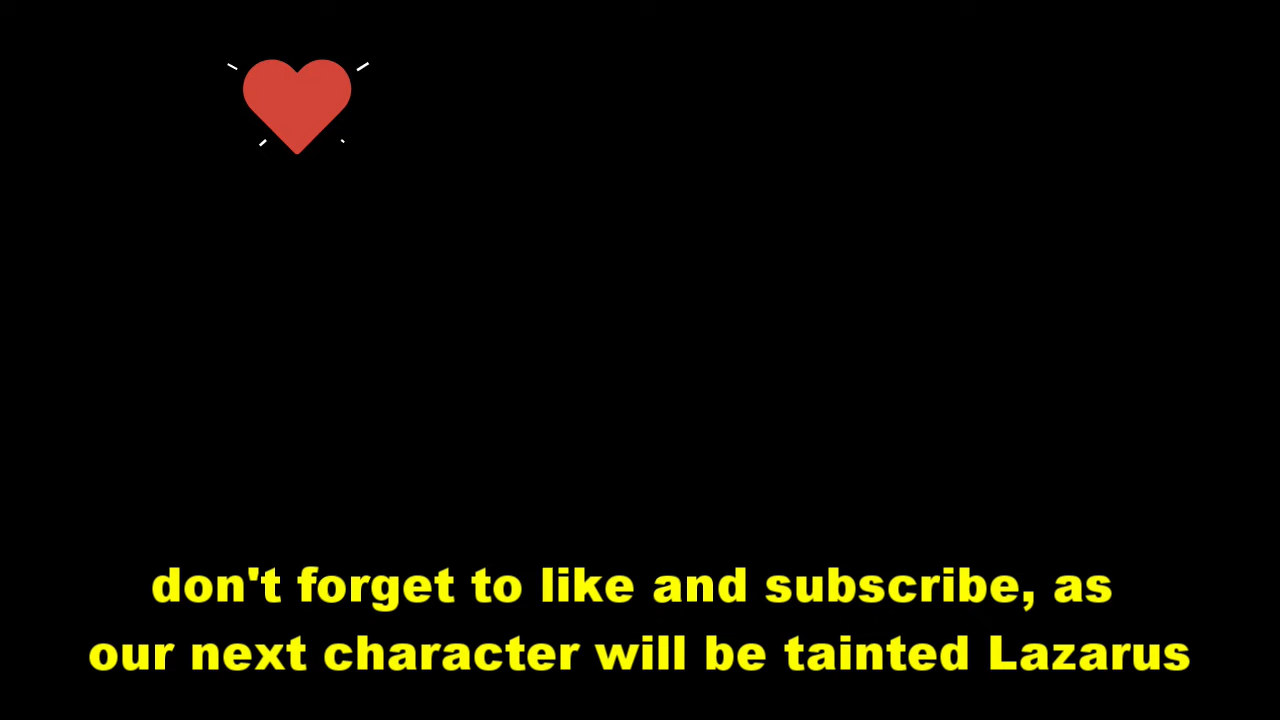 don't forget to like and subscribe, as
our next character will be tainted Lazarus